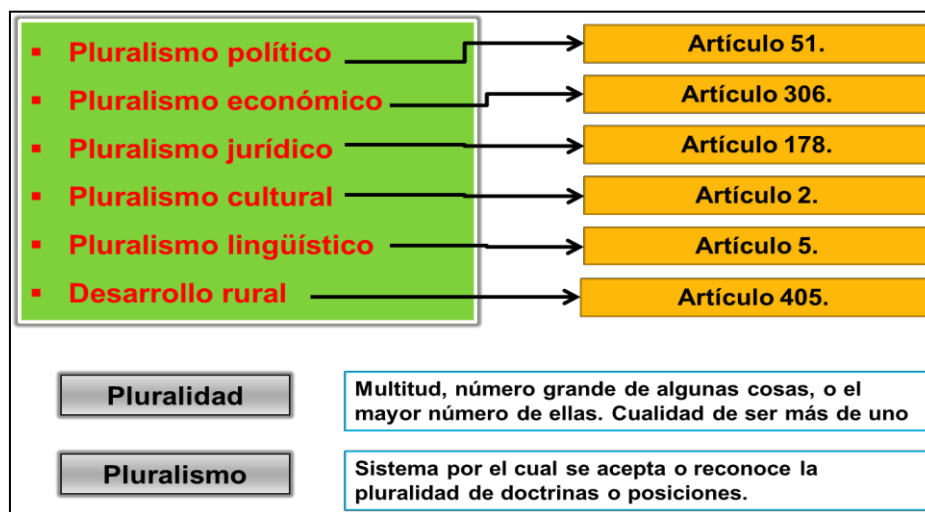 ▪ Pluralismo político
Artículo 51.
▪ Pluralismo económico
Artículo 306.
▪ Pluralismo jurídico
Artículo 178.
▪ Pluralismo cultural
Artículo 2.
▪ Pluralismo lingüístico
Artículo 5.
▪ Desarrollo rural
Artículo 405.
Pluralidad
Multitud, número grande de algunas cosas, o el
mayor número de ellas. Cualidad de ser más de uno
Pluralismo
Sistema por el cual se acepta o reconoce la
pluralidad de doctrinas o posiciones.